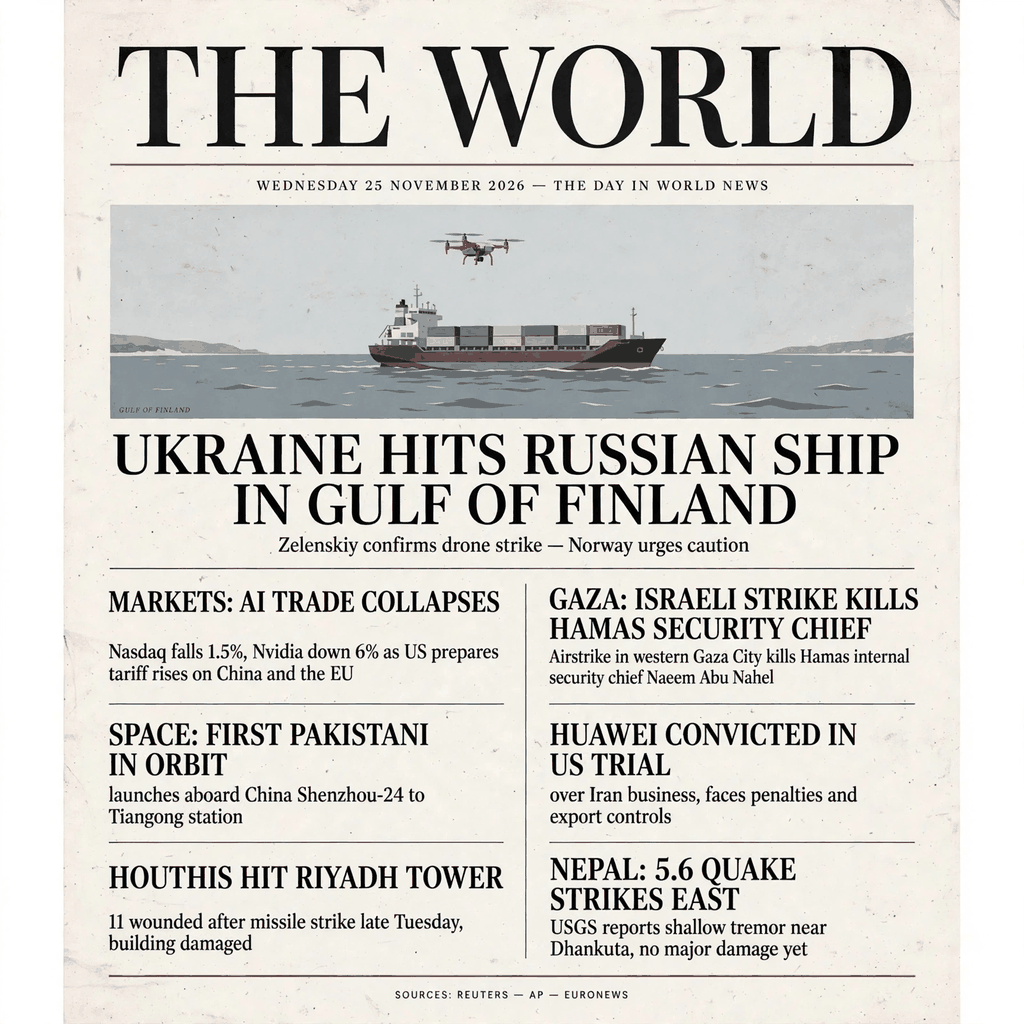 THE WORLD
WEDNESDAY 25 NOVEMBER 2026 — THE DAY IN WORLD NEWS
GULF OF FINLAND
UKRAINE HITS RUSSIAN SHIP
IN GULF OF FINLAND
Zelenskiy confirms drone strike — Norway urges caution
MARKETS: AI TRADE COLLAPSES
Nasdaq falls 1.5%, Nvidia down 6% as US prepares
tariff rises on China and the EU
SPACE: FIRST PAKISTANI
IN ORBIT
launches aboard China Shenzhou-24 to
Tiangong station
HOUTHIS HIT RIYADH TOWER
11 wounded after missile strike late Tuesday,
building damaged
GAZA: ISRAELI STRIKE KILLS
HAMAS SECURITY CHIEF
Airstrike in western Gaza City kills Hamas internal
security chief Naeem Abu Nahel
HUAWEI CONVICTED IN
US TRIAL
over Iran business, faces penalties and
export controls
NEPAL: 5.6 QUAKE
STRIKES EAST
USGS reports shallow tremor near
Dhankuta, no major damage yet
SOURCES: REUTERS — AP — EURONEWS